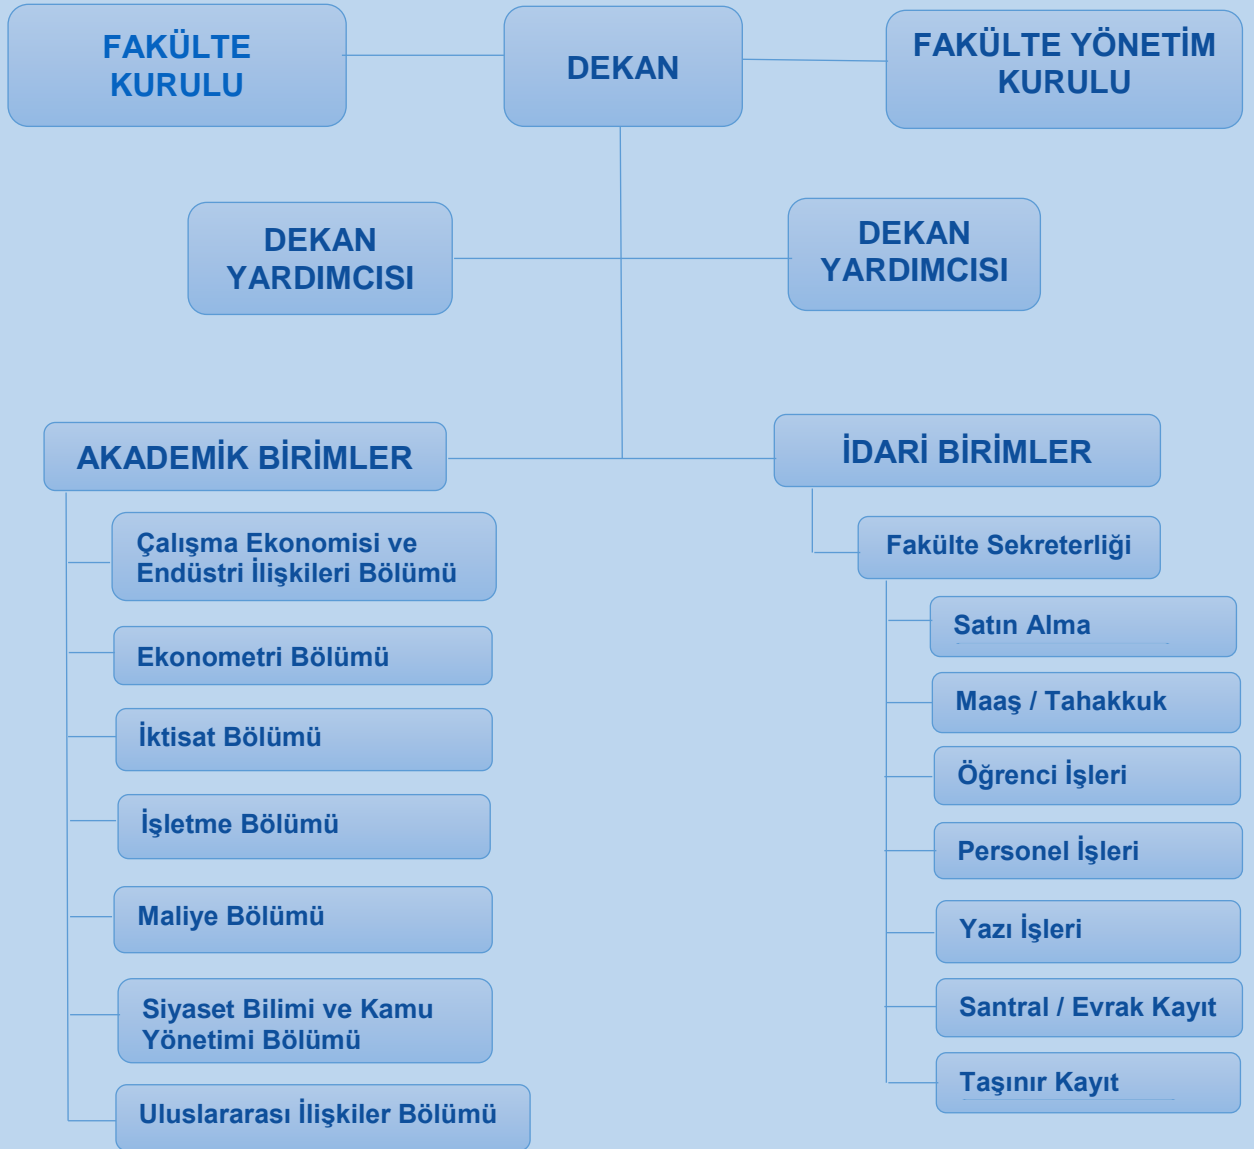 FAKÜLTE
KURULU
DEKAN
FAKÜLTE YÖNETİM
KURULU
DEKAN
YARDIMCISI
DEKAN
YARDIMCISI
AKADEMİK BİRİMLER
Çalışma Ekonomisi ve
Endüstri İlişkileri Bölümü
Ekonometri Bölümü
İktisat Bölümü
İşletme Bölümü
Maliye Bölümü
Siyaset Bilimi ve Kamu
Yönetimi Bölümü
Uluslararası İlişkiler Bölümü
İDARİ BİRİMLER
Fakülte Sekreterliği
Satın Alma
Maaş / Tahakkuk
Öğrenci İşleri
Personel İşleri
Yazı İşleri
Santral / Evrak Kayıt
Taşınır Kayıt